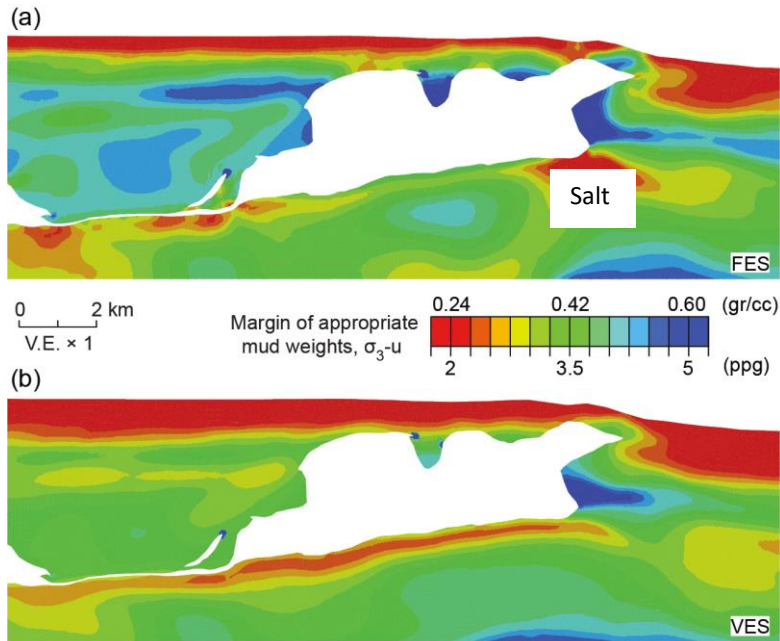 (a)
Salt
FES
0 2 km
V.E. × 1
Margin of appropriate
mud weights, σ₃-u
0.24 0.42 0.60 (gr/cc)
2 3.5 5 (ppg)
(b)
VES